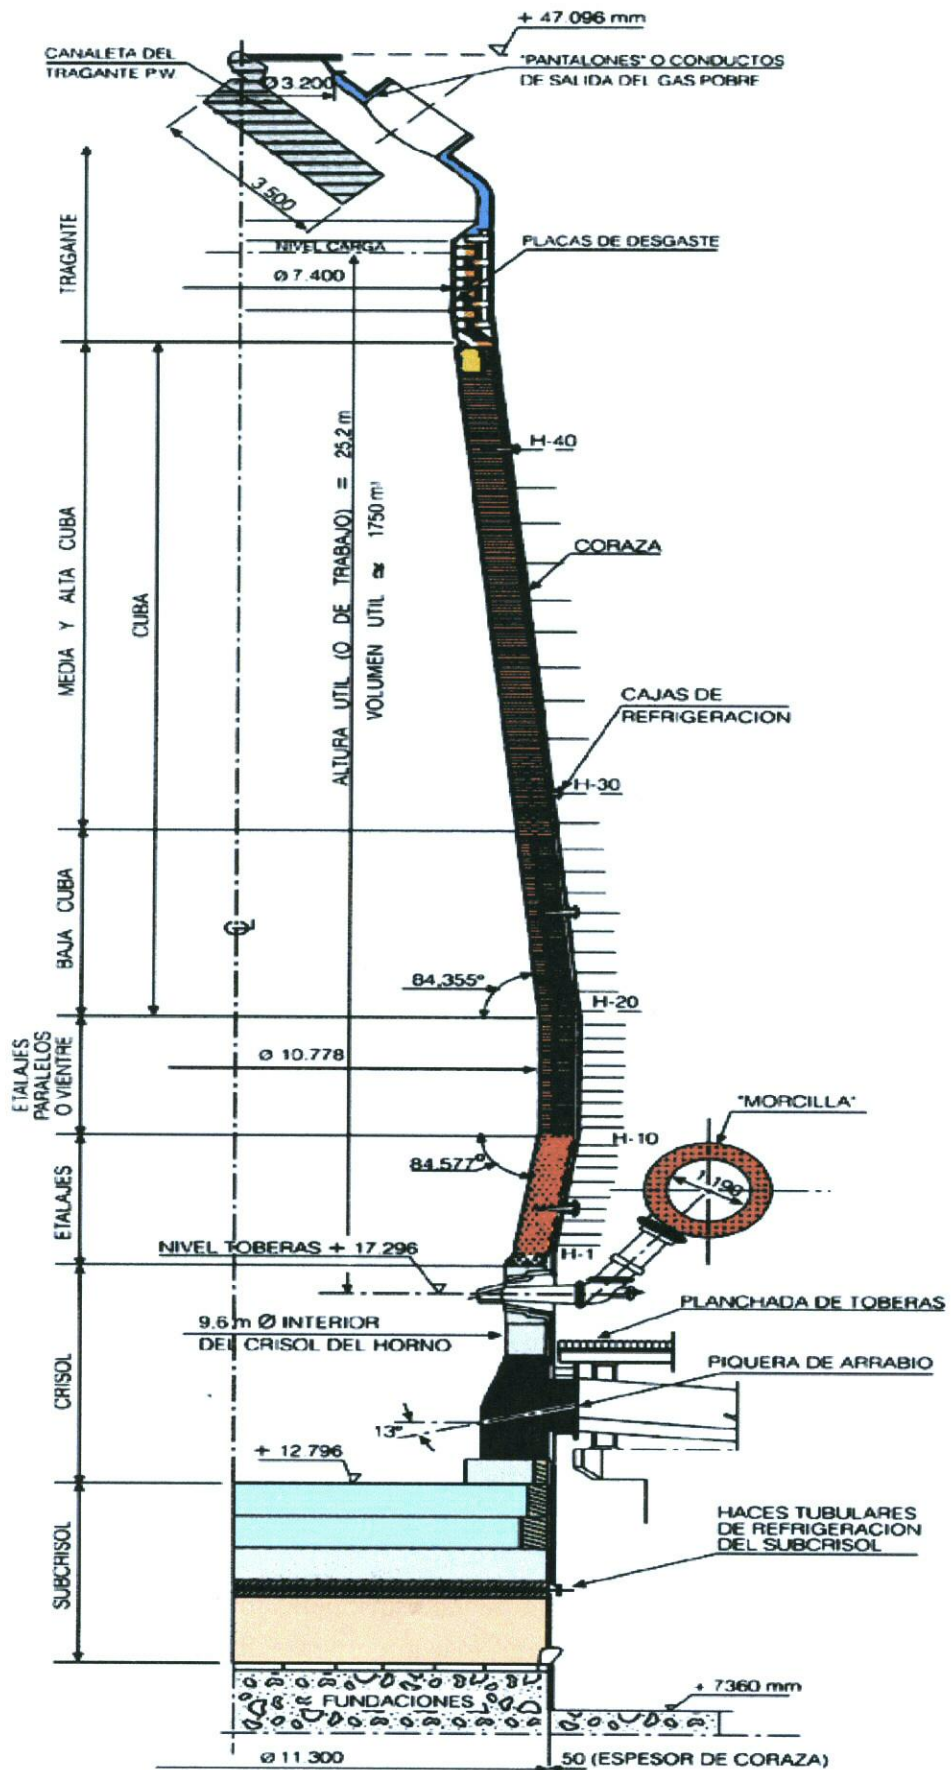 + 47.096 mm
CANALETA DEL
TRAGANTE P.W.
"PANTALONES" O CONDUCTOS
DE SALIDA DEL GAS POBRE
Ø 3.200
3.500
TRAGANTE
NIVEL CARGA
PLACAS DE DESGASTE
Ø 7.400
H-40
ALTURA UTIL (O DE TRABAJO) = 25,2 m
VOLUMEN UTIL ≈ 1750 m³
CORAZA
MEDIA Y ALTA CUBA
CUBA
CAJAS DE
REFRIGERACION
H-30
BAJA CUBA
84,355°
H-20
ETALAJES
PARALELOS
O VIENTRE
Ø 10.778
"MORCILLA"
H-10
84.577°
1.190
ETALAJES
NIVEL TOBERAS + 17.296
H-1
PLANCHADA DE TOBERAS
9.6 m Ø INTERIOR
DEL CRISOL DEL HORNO
PIQUERA DE ARRABIO
CRISOL
13°
+ 12.796
HACES TUBULARES
DE REFRIGERACION
DEL SUBCRISOL
SUBCRISOL
+ 7360 mm
FUNDACIONES
Ø 11.300
50 (ESPESOR DE CORAZA)